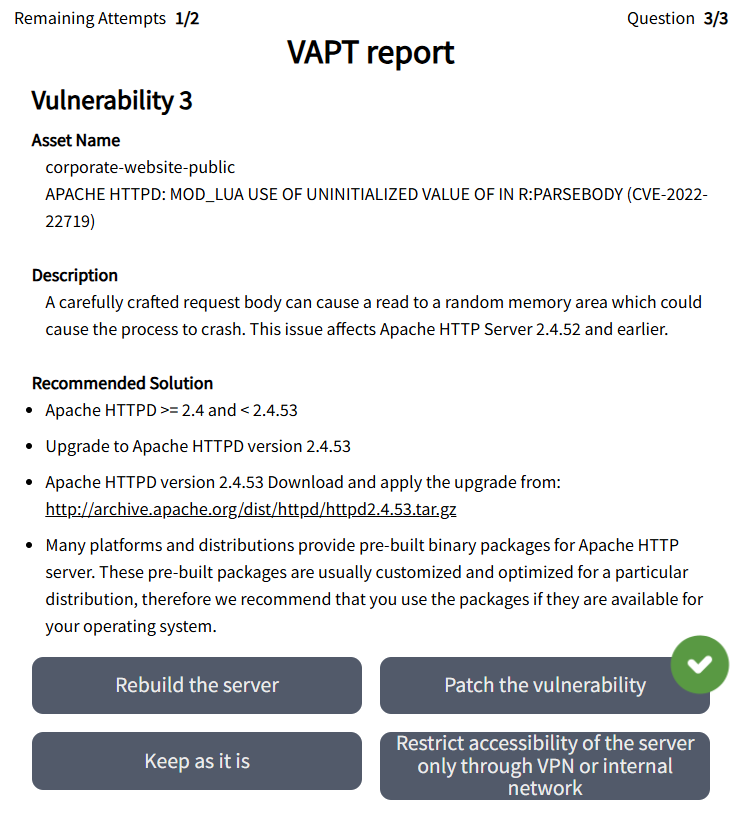 Remaining Attempts 1/2
Question 3/3
VAPT report
Vulnerability 3
Asset Name
corporate-website-public
APACHE HTTPD: MOD_LUA USE OF UNINITIALIZED VALUE OF IN R:PARSEBODY (CVE-2022-
22719)
Description
A carefully crafted request body can cause a read to a random memory area which could
cause the process to crash. This issue affects Apache HTTP Server 2.4.52 and earlier.
Recommended Solution
• Apache HTTPD >= 2.4 and < 2.4.53
• Upgrade to Apache HTTPD version 2.4.53
• Apache HTTPD version 2.4.53 Download and apply the upgrade from:
http://archive.apache.org/dist/httpd/httpd2.4.53.tar.gz
• Many platforms and distributions provide pre-built binary packages for Apache HTTP
server. These pre-built packages are usually customized and optimized for a particular
distribution, therefore we recommend that you use the packages if they are available for
your operating system.
Rebuild the server
Patch the vulnerability
Keep as it is
Restrict accessibility of the server
only through VPN or internal
network